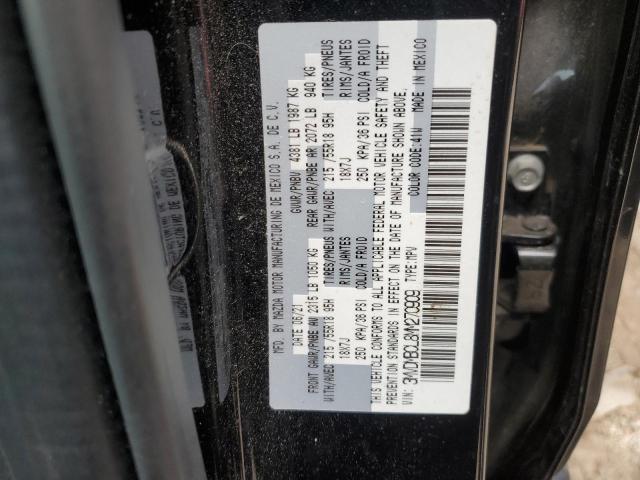 MFD. BY MAZDA MOTOR MANUFACTURING DE MEXICO S.A. DE C.V.
DATE 06/21 GVWR/PNBV 4381 LB 1987 KG
FRONT GAWR/PNBE AV 2315 LB 1050 KG REAR GAWR/PNBE AR 2072 LB 940 KG
WITH/AVEC 215/55R18 95H TIRES/PNEUS WITH/AVEC 215/55R18 95H TIRES/PNEUS
18X7J RIMS/JANTES 18X7J RIMS/JANTES
250 KPA/36 PSI COLD/A FROID 250 KPA/36 PSI COLD/A FROID
THIS VEHICLE CONFORMS TO ALL APPLICABLE FEDERAL MOTOR VEHICLE SAFETY AND THEFT
PREVENTION STANDARDS IN EFFECT ON THE DATE OF MANUFACTURE SHOWN ABOVE.
VIN: 3MVDMBCL8NM270909 TYPE:MPV COLOR CODE:41W MADE IN MEXICO